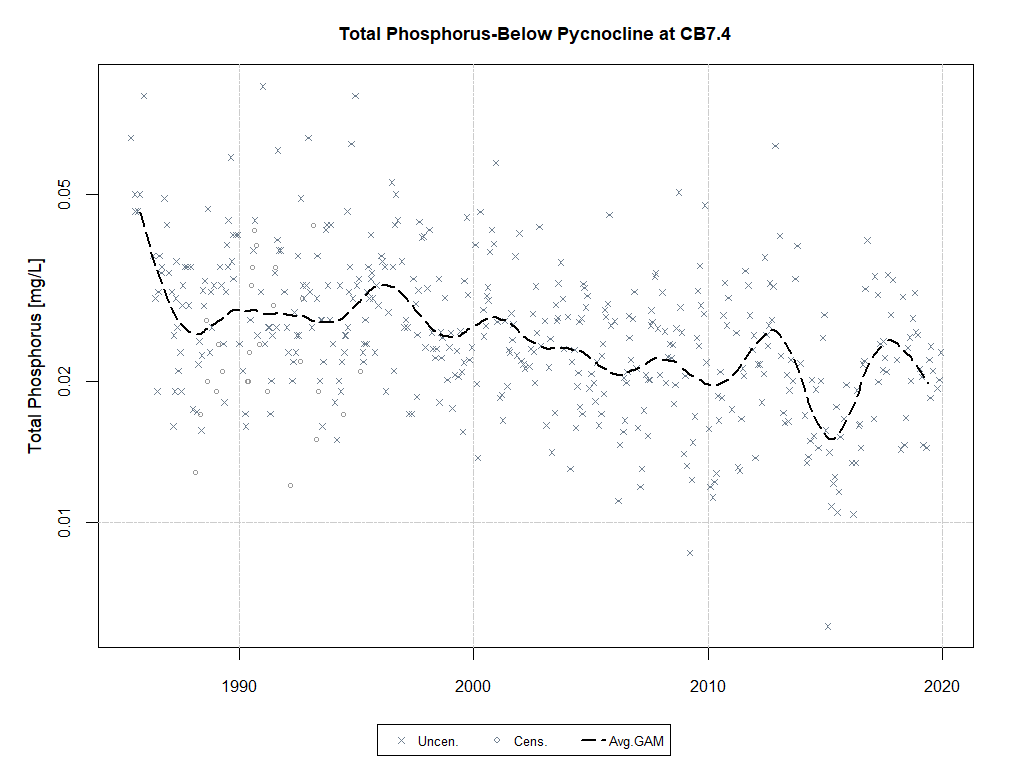 Total Phosphorus-Below Pycnocline at CB7.4
Total Phosphorus [mg/L]
0.05
0.02
0.01
1990 2000 2010 2020
Uncen. Cens. Avg.GAM